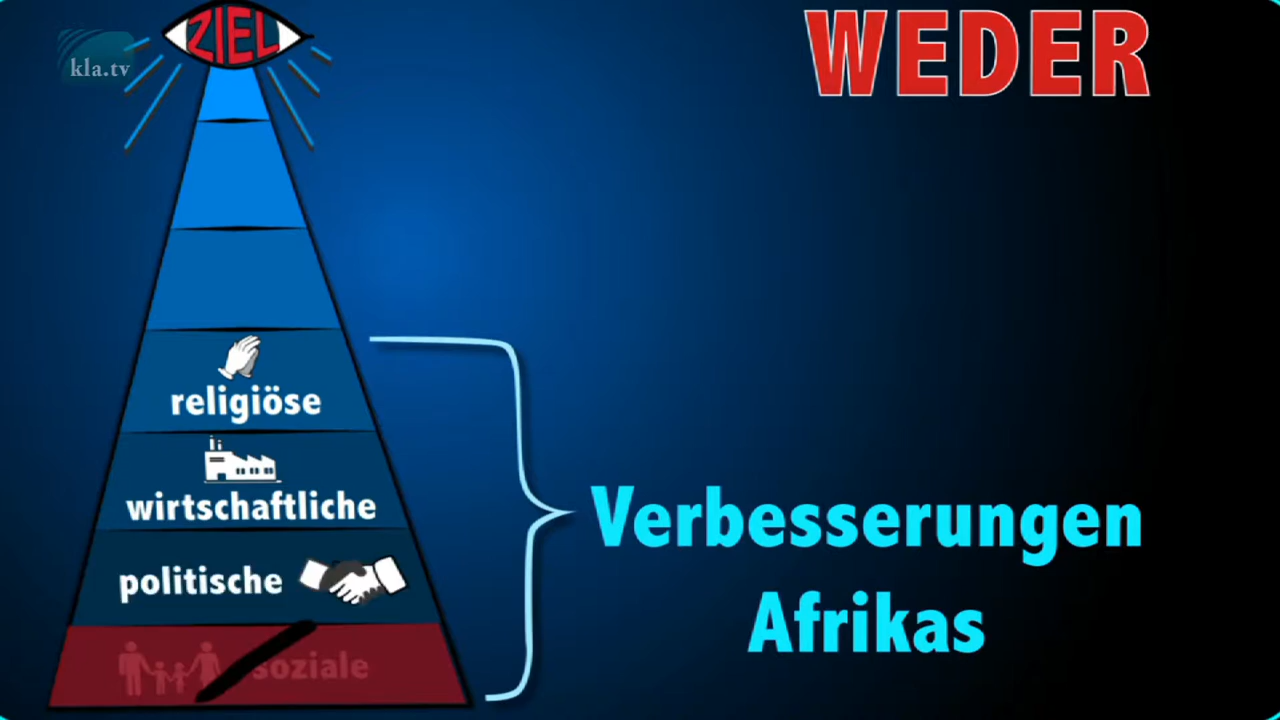 ZIEL
kla.tv
WEDER
religiöse
wirtschaftliche
politische
soziale
Verbesserungen
Afrikas